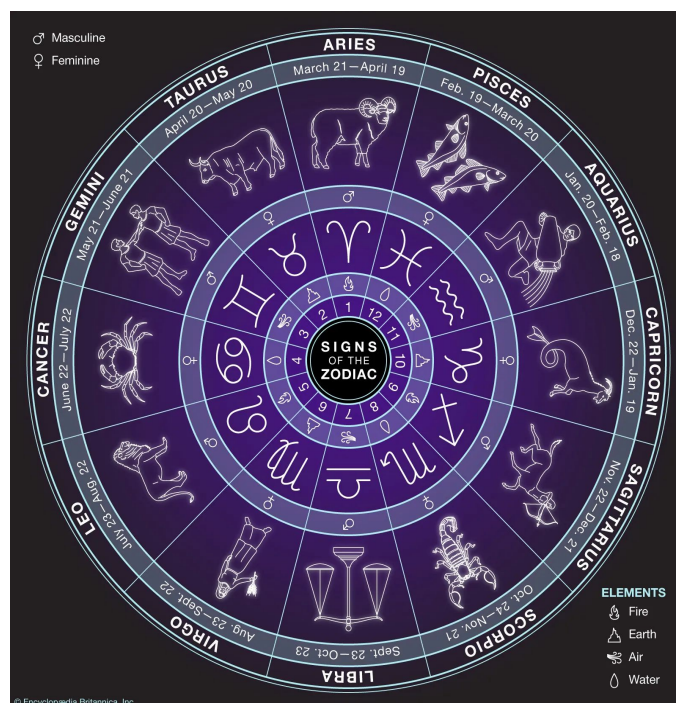 ♂ Masculine
♀ Feminine
ARIES
March 21—April 19
PISCES
Feb. 19—March 20
AQUARIUS
Jan. 20—Feb. 18
CAPRICORN
Dec. 22—Jan. 19
SAGITTARIUS
Nov. 22—Dec. 21
SCORPIO
Oct. 24—Nov. 21
LIBRA
Sept. 23—Oct. 23
VIRGO
Aug. 23—Sept. 22
LEO
July 23—Aug. 22
CANCER
June 22—July 22
GEMINI
May 21—June 21
TAURUS
April 20—May 20
1
12
11
10
9
8
7
6
5
4
3
2
SIGNS
OF THE
ZODIAC
ELEMENTS
Fire
Earth
Air
Water
© Encyclopædia Britannica, Inc.